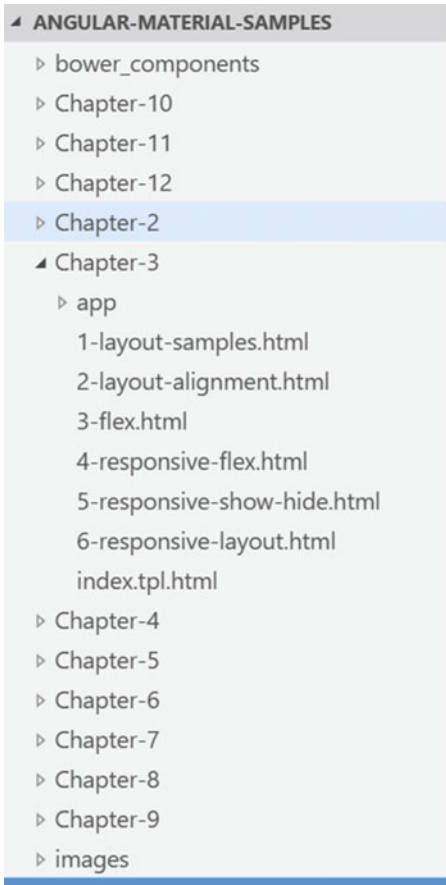 ANGULAR-MATERIAL-SAMPLES
bower_components
Chapter-10
Chapter-11
Chapter-12
Chapter-2
Chapter-3
app
1-layout-samples.html
2-layout-alignment.html
3-flex.html
4-responsive-flex.html
5-responsive-show-hide.html
6-responsive-layout.html
index.tpl.html
Chapter-4
Chapter-5
Chapter-6
Chapter-7
Chapter-8
Chapter-9
images